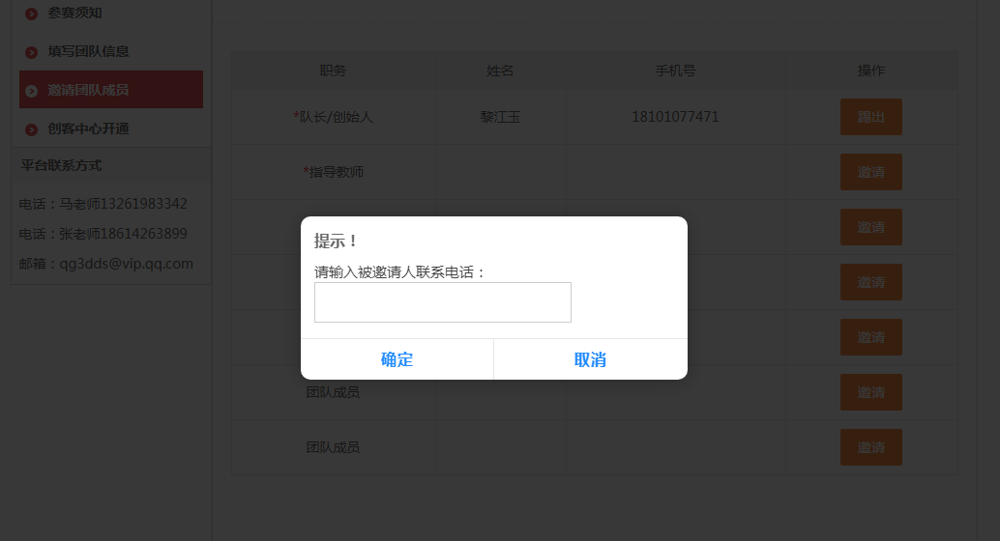 参赛须知
填写团队信息
邀请团队成员
创客中心开通
平台联系方式
电话：马老师13261983342
电话：张老师18614263899
邮箱：qg3dds@vip.qq.com
职务 姓名 手机号 操作
*队长/创始人 黎江玉 18101077471 踢出
*指导教师 邀请
邀请
邀请
邀请
团队成员 邀请
团队成员 邀请
提示！
请输入被邀请人联系电话：
确定 取消